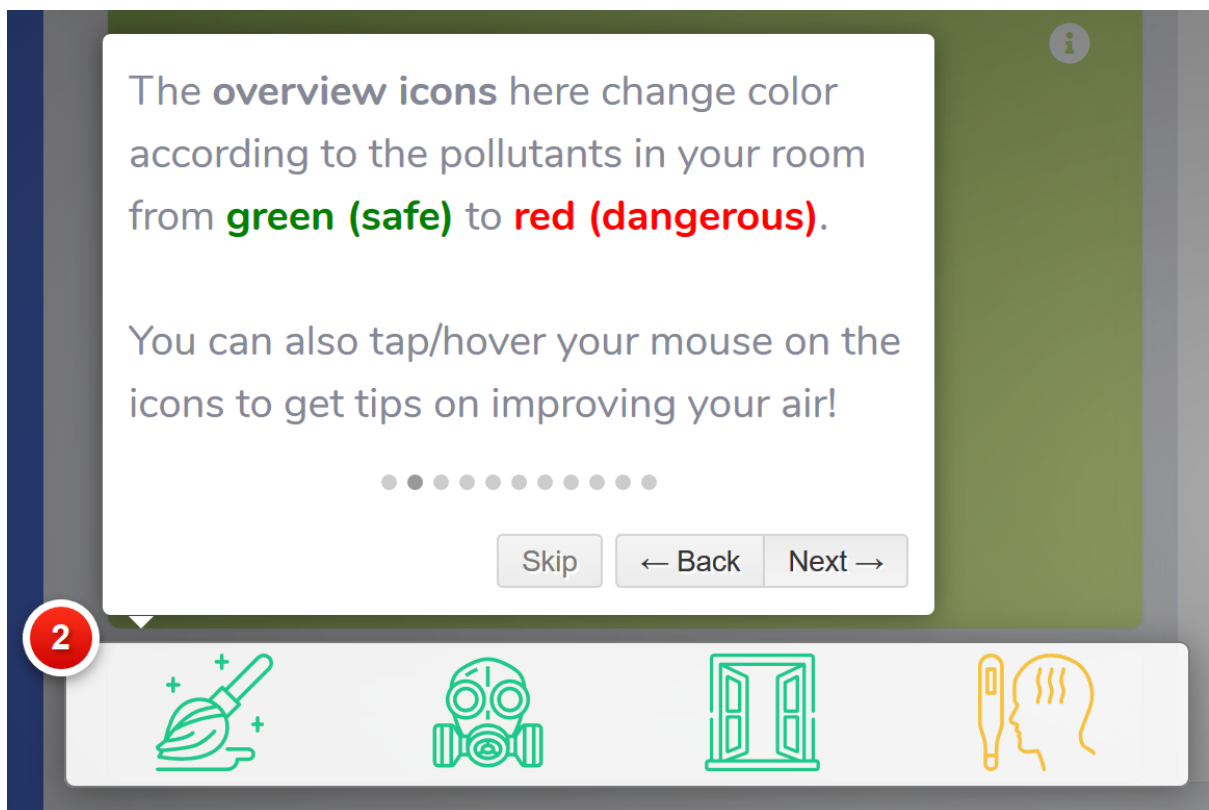 The overview icons here change color
according to the pollutants in your room
from green (safe) to red (dangerous).
You can also tap/hover your mouse on the
icons to get tips on improving your air!
Skip
← Back
Next →
2